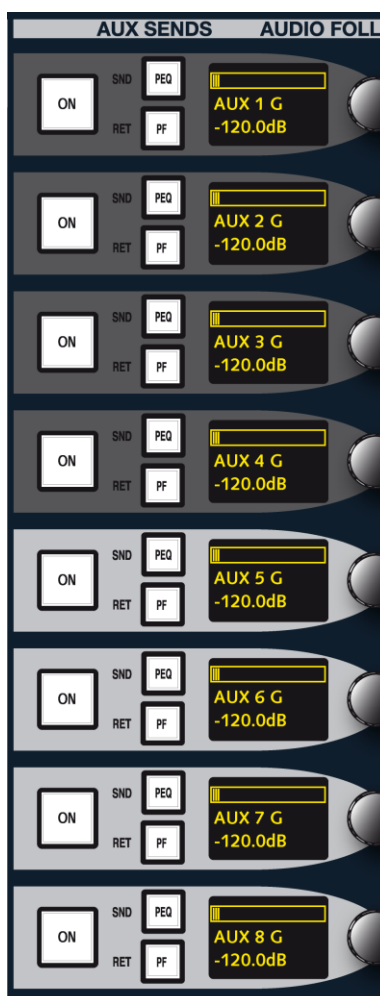 AUX SENDS AUDIO FOLL
SND PEQ
ON
RET PF
AUX 1 G
-120.0dB
SND PEQ
ON
RET PF
AUX 2 G
-120.0dB
SND PEQ
ON
RET PF
AUX 3 G
-120.0dB
SND PEQ
ON
RET PF
AUX 4 G
-120.0dB
SND PEQ
ON
RET PF
AUX 5 G
-120.0dB
SND PEQ
ON
RET PF
AUX 6 G
-120.0dB
SND PEQ
ON
RET PF
AUX 7 G
-120.0dB
SND PEQ
ON
RET PF
AUX 8 G
-120.0dB